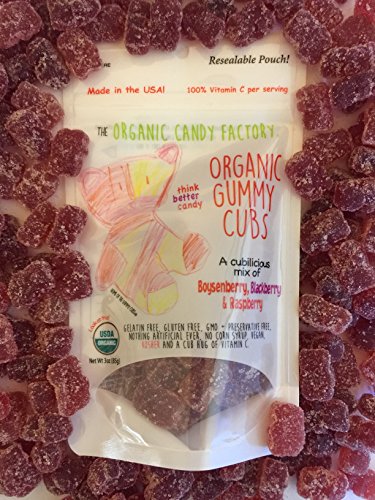 Resealable Pouch!
Made in the USA!
100% Vitamin C per serving
THE ORGANIC CANDY FACTORY.
think
better
candy
ORGANIC
GUMMY
CUBS
A cubilicious
mix of
Boysenberry, Blackberry
& Raspberry
USDA
ORGANIC
Net Wt 3oz (85g)
GELATIN FREE, GLUTEN FREE, GMO + PRESERVATIVE FREE,
NOTHING ARTIFICIAL EVER, NO CORN SYRUP, VEGAN,
KOSHER AND A CUB HUG OF VITAMIN C.